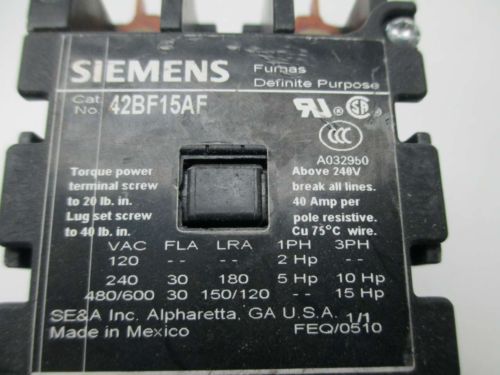 SIEMENS
Furnas
Definite Purpose
Cat.
No. 42BF15AF
A032950
Torque power
terminal screw
to 20 lb. in.
Lug set screw
to 40 lb. in.
Above 240V
break all lines.
40 Amp per
pole resistive.
Cu 75°C wire.
VAC FLA LRA 1PH 3PH
120 -- -- 2 Hp
240 30 180 5 Hp 10 Hp
480/600 30 150/120 -- 15 Hp
SE&A Inc. Alpharetta, GA U.S.A. 1/1
Made in Mexico FEQ/0510